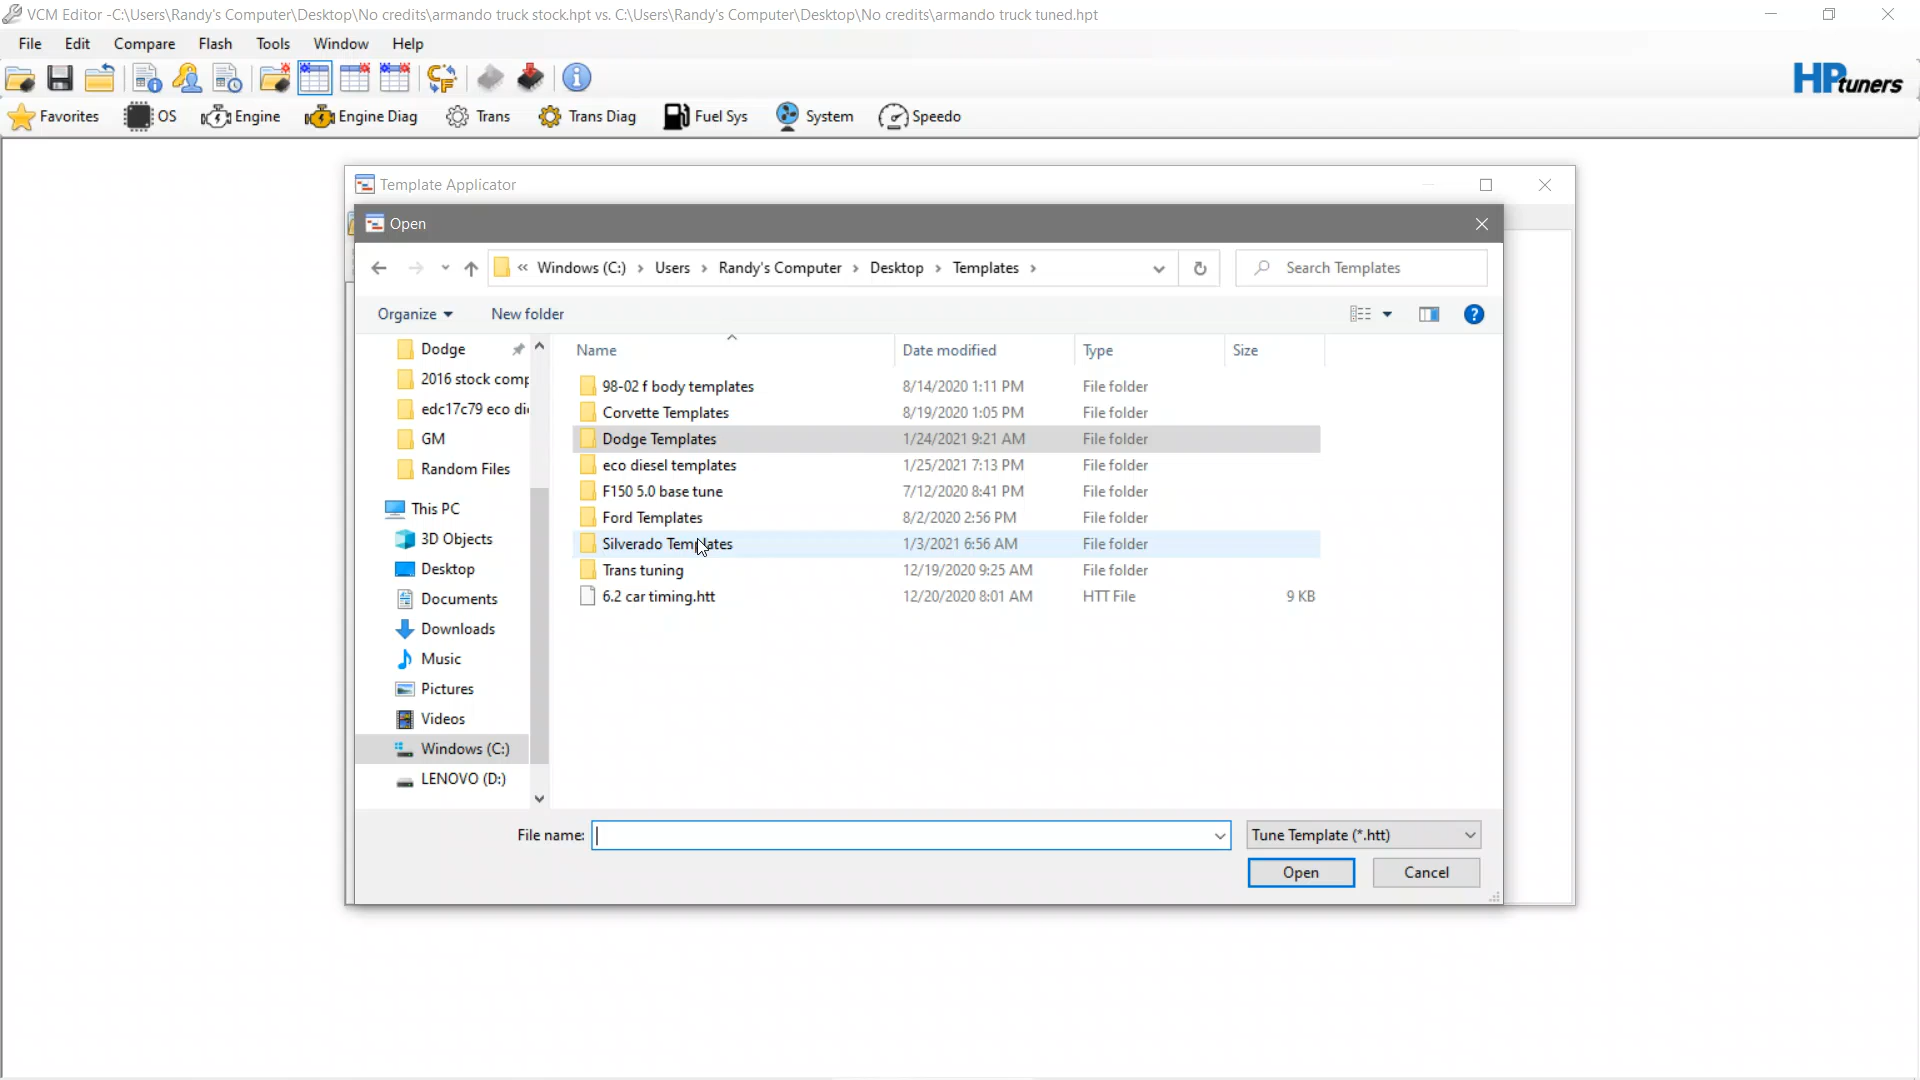 VCM Editor -C:\Users\Randy's Computer\Desktop\No credits\armando truck stock.hpt vs. C:\Users\Randy's Computer\Desktop\No credits\armando truck tuned.hpt
File Edit Compare Flash Tools Window Help
HPtuners
Favorites OS Engine Engine Diag Trans Trans Diag Fuel Sys System Speedo
Template Applicator
Open
« Windows (C:) › Users › Randy's Computer › Desktop › Templates › Search Templates
Organize New folder
Dodge
2016 stock comp
edc17c79 eco di
GM
Random Files
This PC
3D Objects
Desktop
Documents
Downloads
Music
Pictures
Videos
Windows (C:)
LENOVO (D:)
Name Date modified Type Size
98-02 f body templates 8/14/2020 1:11 PM File folder
Corvette Templates 8/19/2020 1:05 PM File folder
Dodge Templates 1/24/2021 9:21 AM File folder
eco diesel templates 1/25/2021 7:13 PM File folder
F150 5.0 base tune 7/12/2020 8:41 PM File folder
Ford Templates 8/2/2020 2:56 PM File folder
Silverado Templates 1/3/2021 6:56 AM File folder
Trans tuning 12/19/2020 9:25 AM File folder
6.2 car timing.htt 12/20/2020 8:01 AM HTT File 9 KB
File name: Tune Template (*.htt)
Open Cancel